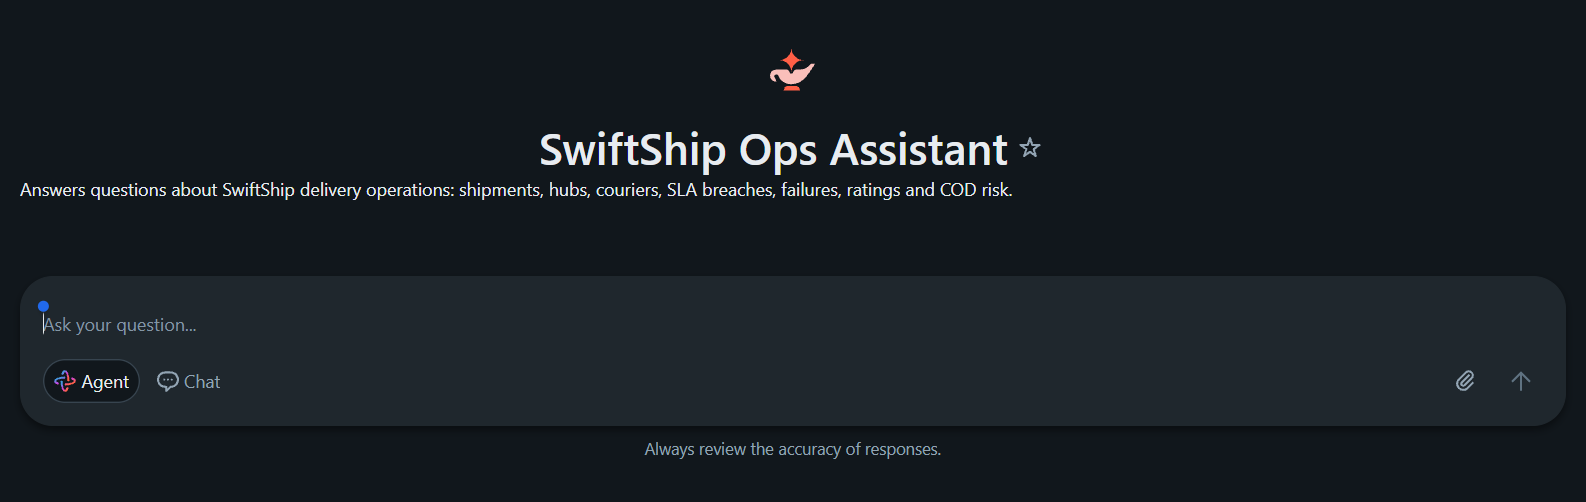 SwiftShip Ops Assistant
Answers questions about SwiftShip delivery operations: shipments, hubs, couriers, SLA breaches, failures, ratings and COD risk.
Ask your question...
Agent
Chat
Always review the accuracy of responses.